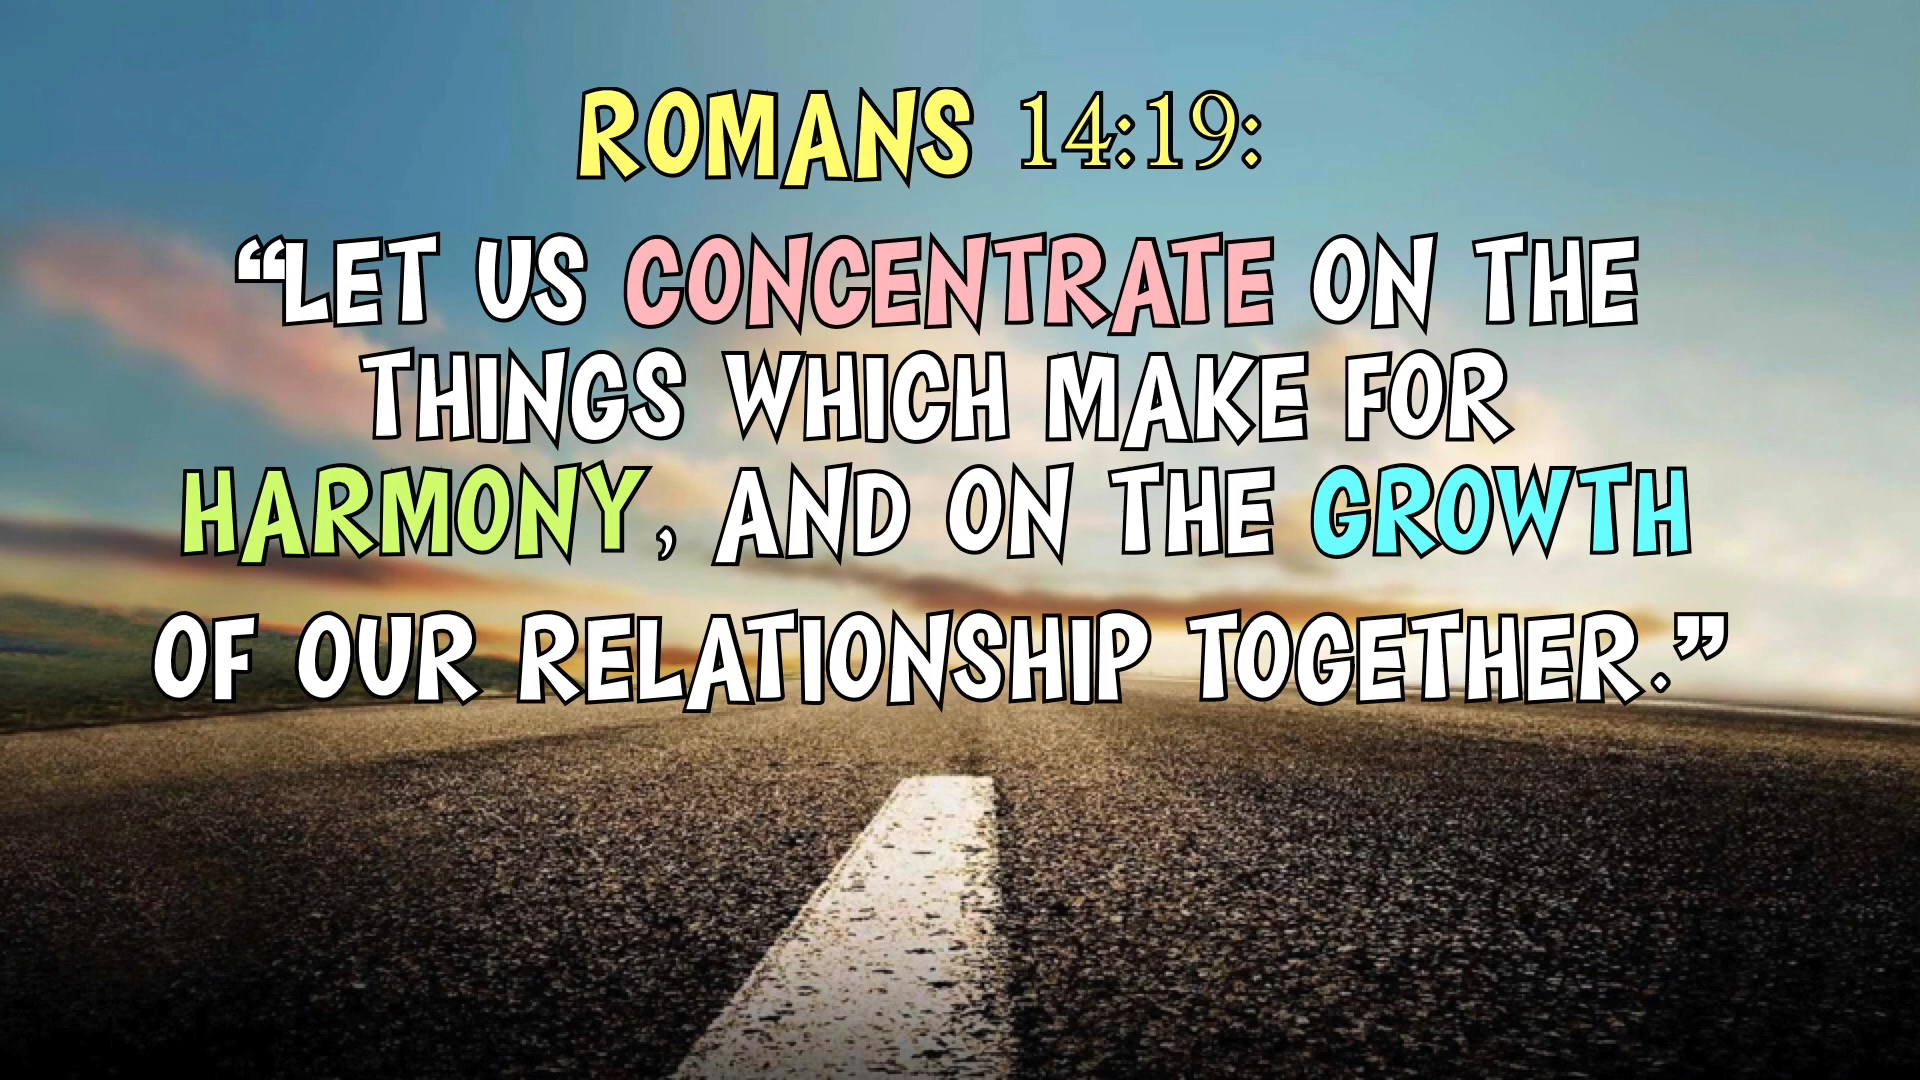 ROMANS 14:19:
“LET US CONCENTRATE ON THE
THINGS WHICH MAKE FOR
HARMONY, AND ON THE GROWTH
OF OUR RELATIONSHIP TOGETHER.”